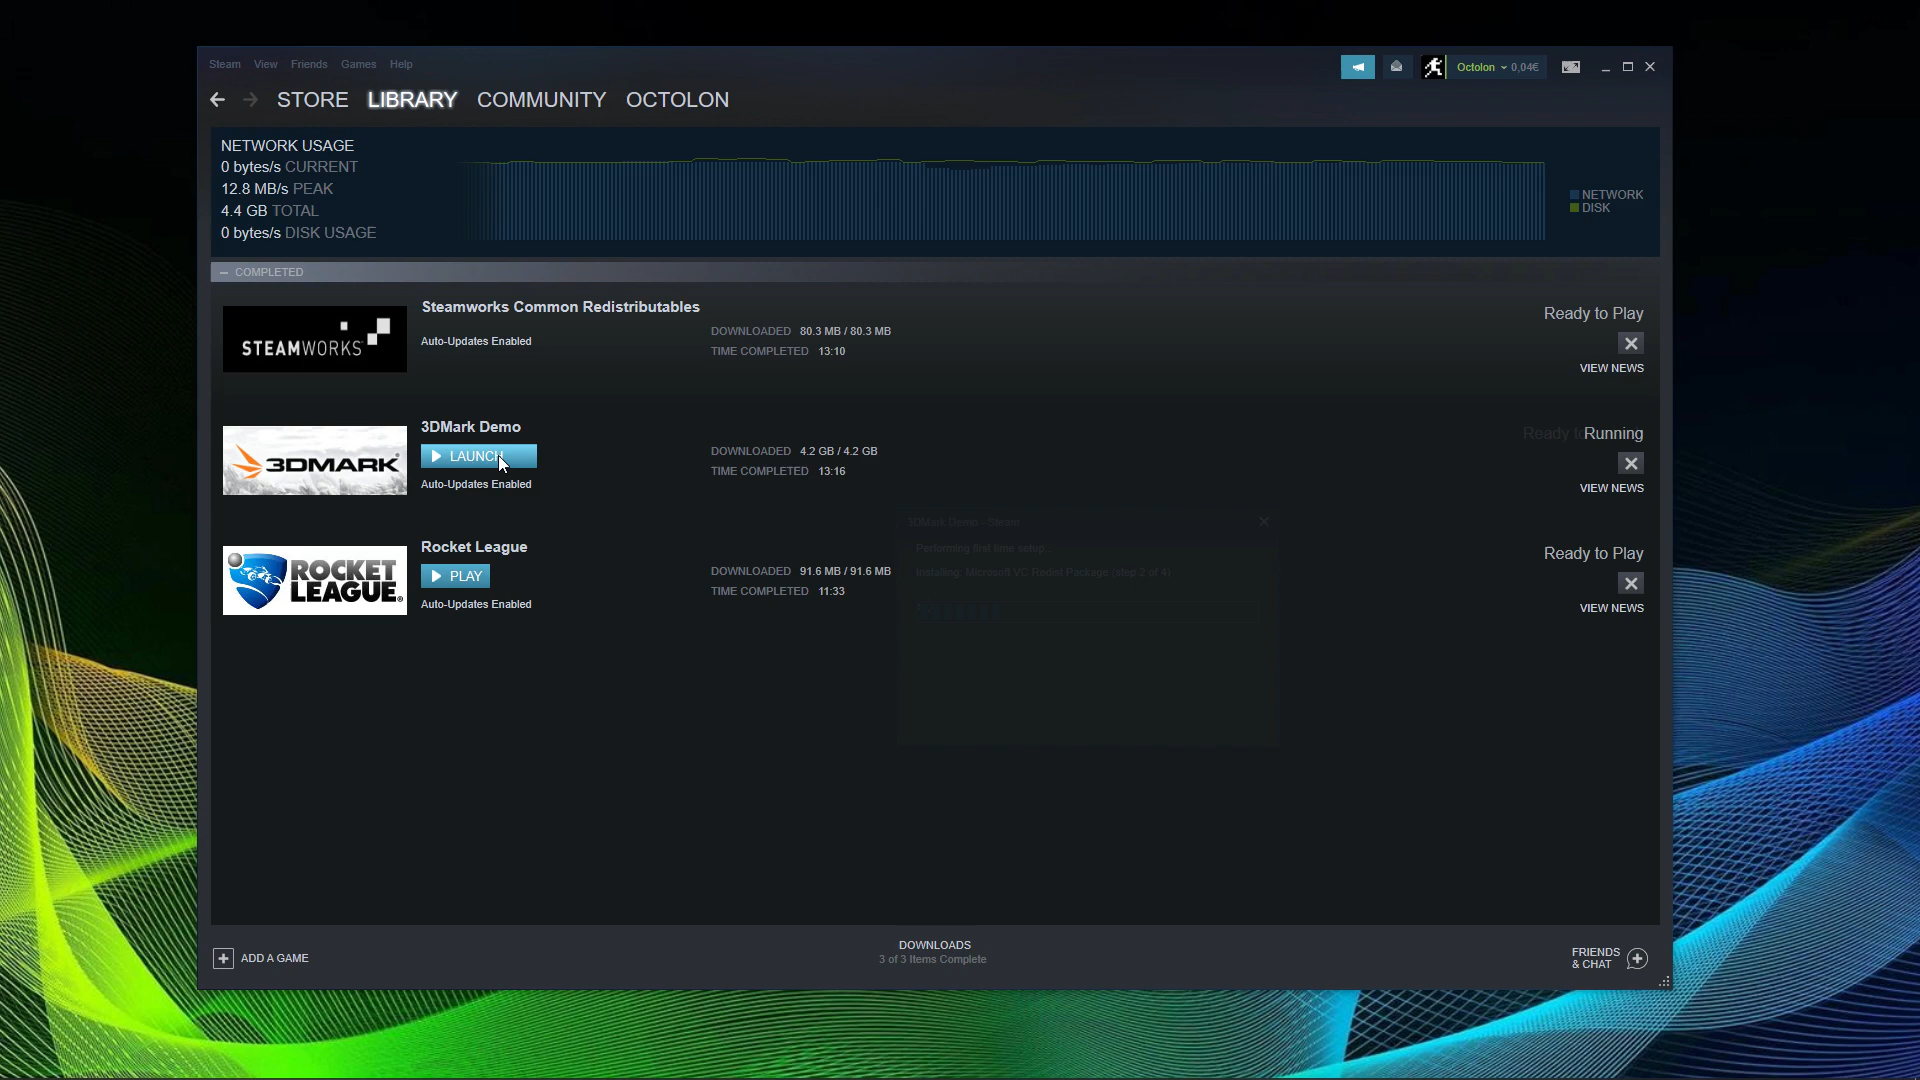 Steam View Friends Games Help
Octolon 0,04€
STORE LIBRARY COMMUNITY OCTOLON
NETWORK USAGE
0 bytes/s CURRENT
12.8 MB/s PEAK
4.4 GB TOTAL
0 bytes/s DISK USAGE
NETWORK
DISK
COMPLETED
STEAMWORKS
Steamworks Common Redistributables
Auto-Updates Enabled
DOWNLOADED 80.3 MB / 80.3 MB
TIME COMPLETED 13:10
Ready to Play
VIEW NEWS
3DMARK
3DMark Demo
LAUNCH
Auto-Updates Enabled
DOWNLOADED 4.2 GB / 4.2 GB
TIME COMPLETED 13:16
Ready to Running
VIEW NEWS
3DMark Demo - Steam
Performing first time setup...
Installing: Microsoft VC Redist Package (step 2 of 4)
ROCKET LEAGUE
Rocket League
PLAY
Auto-Updates Enabled
DOWNLOADED 91.6 MB / 91.6 MB
TIME COMPLETED 11:33
Ready to Play
VIEW NEWS
ADD A GAME
DOWNLOADS
3 of 3 Items Complete
FRIENDS
& CHAT